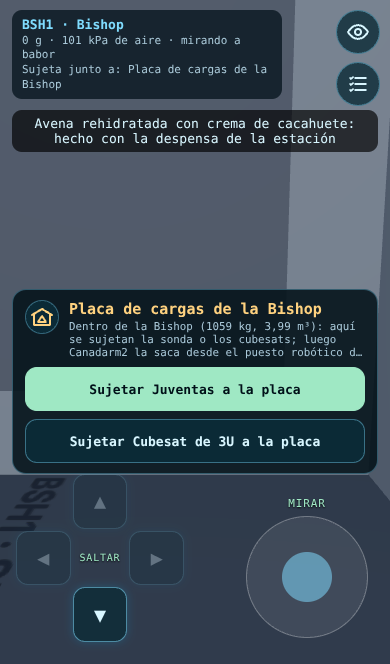 BSH1 · Bishop
0 g · 101 kPa de aire · mirando a
babor
Sujeta junto a: Placa de cargas de la
Bishop
Avena rehidratada con crema de cacahuete:
hecho con la despensa de la estación
Placa de cargas de la Bishop
Dentro de la Bishop (1059 kg, 3,99 m³): aquí
se sujetan la sonda o los cubesats; luego
Canadarm2 la saca desde el puesto robótico d…
Sujetar Juventas a la placa
Sujetar Cubesat de 3U a la placa
BSH1
MIRAR
SALTAR